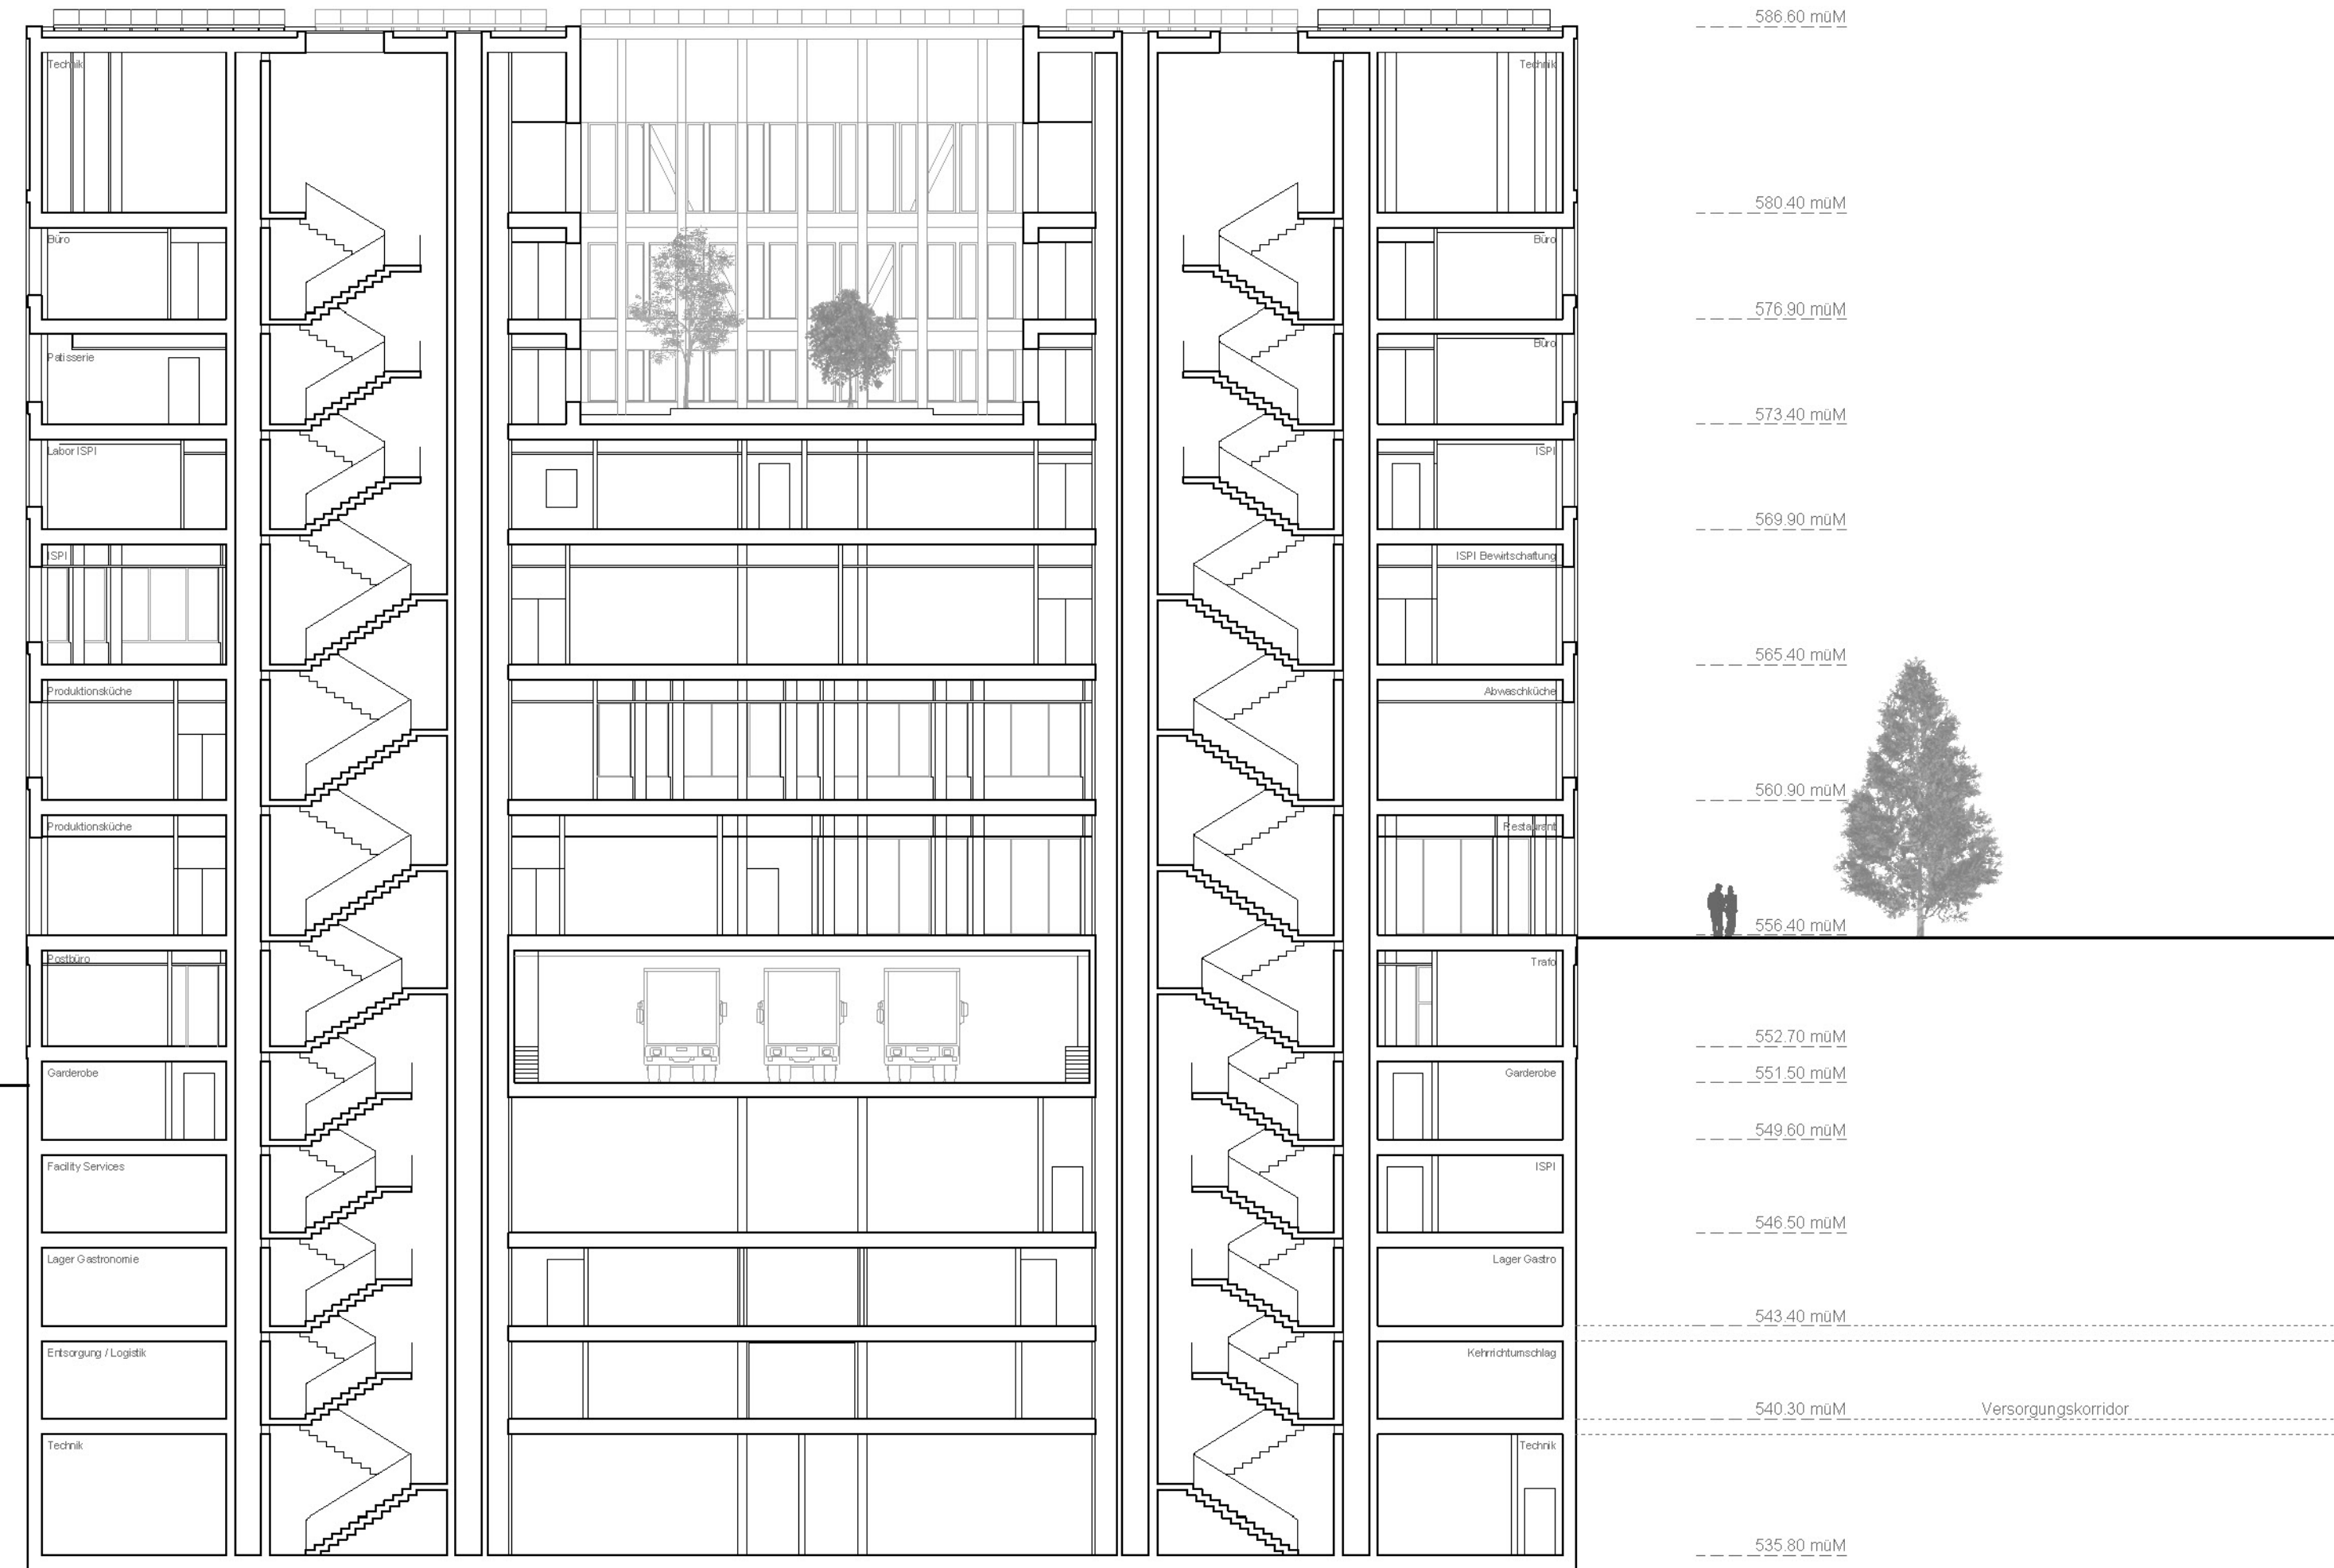 586.60 müM
Technik Technik
580.40 müM
Büro Büro
576.90 müM
Patisserie Büro
573.40 müM
Labor ISPI ISPI
569.90 müM
ISPI ISPI Bewirtschaftung
565.40 müM
Produktionsküche Abwaschküche
560.90 müM
Produktionsküche Restaurant
556.40 müM
Postbüro Trafo
552.70 müM
Garderobe Garderobe
551.50 müM
549.60 müM
Facility Services ISPI
546.50 müM
Lager Gastronomie Lager Gastro
543.40 müM
Entsorgung / Logistik Kehrrichtumschlag
540.30 müM Versorgungskorridor
Technik Technik
535.80 müM